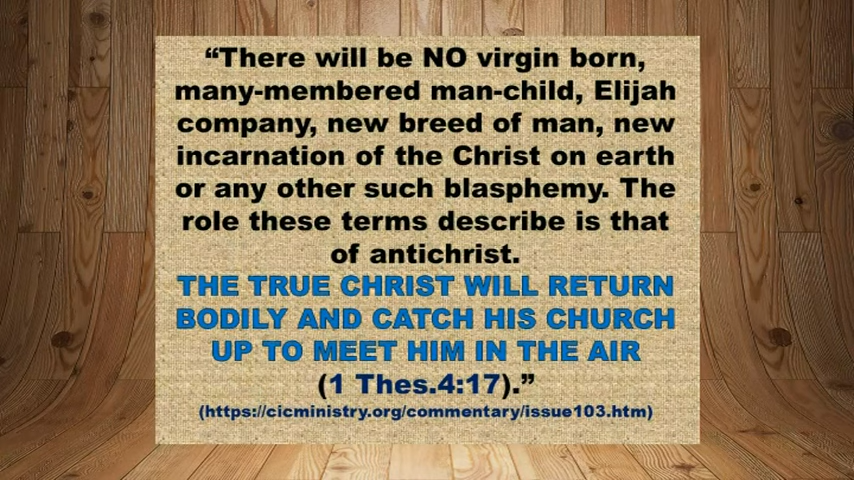 “There will be NO virgin born,
many-membered man-child, Elijah
company, new breed of man, new
incarnation of the Christ on earth
or any other such blasphemy. The
role these terms describe is that
of antichrist.
THE TRUE CHRIST WILL RETURN
BODILY AND CATCH HIS CHURCH
UP TO MEET HIM IN THE AIR
(1 Thes.4:17).”
(https://cicministry.org/commentary/issue103.htm)